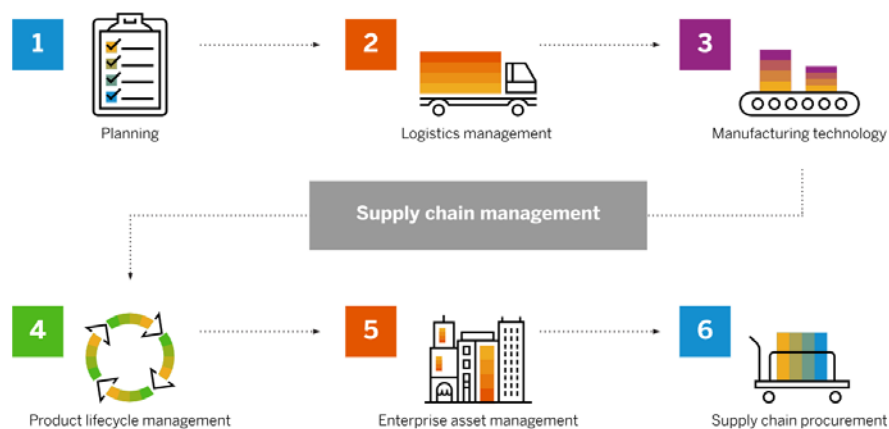 1
2
3
Planning
Logistics management
Manufacturing technology
Supply chain management
4
5
6
Product lifecycle management
Enterprise asset management
Supply chain procurement